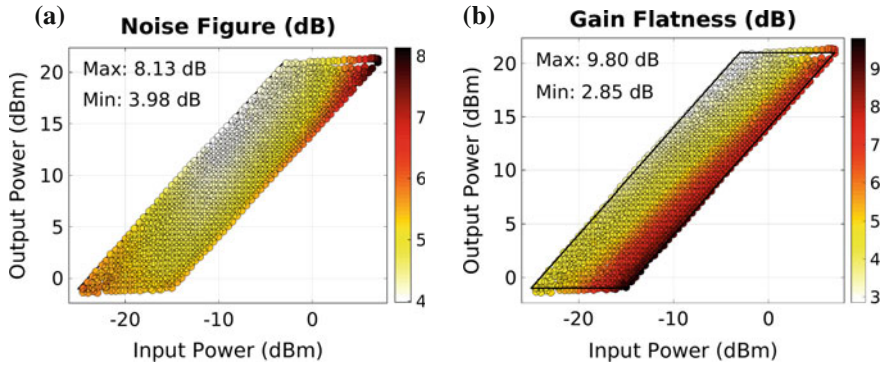 (a)
Noise Figure (dB)
Max: 8.13 dB
Min: 3.98 dB
Output Power (dBm)
20
15
10
5
0
-20
-10
0
Input Power (dBm)
8
7
6
5
4
(b)
Gain Flatness (dB)
Max: 9.80 dB
Min: 2.85 dB
Output Power (dBm)
20
15
10
5
0
-20
-10
0
Input Power (dBm)
9
8
7
6
5
4
3